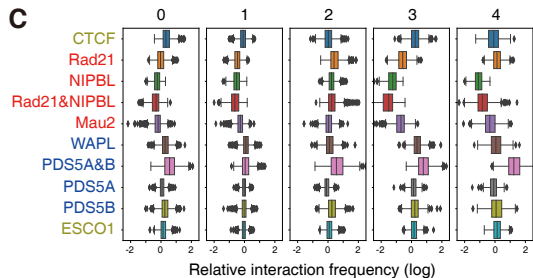 C
0 1 2 3 4
CTCF
Rad21
NIPBL
Rad21&NIPBL
Mau2
WAPL
PDS5A&B
PDS5A
PDS5B
ESCO1
-2 0 2 -2 0 2 -2 0 2 -2 0 2 -2 0 2
Relative interaction frequency (log)